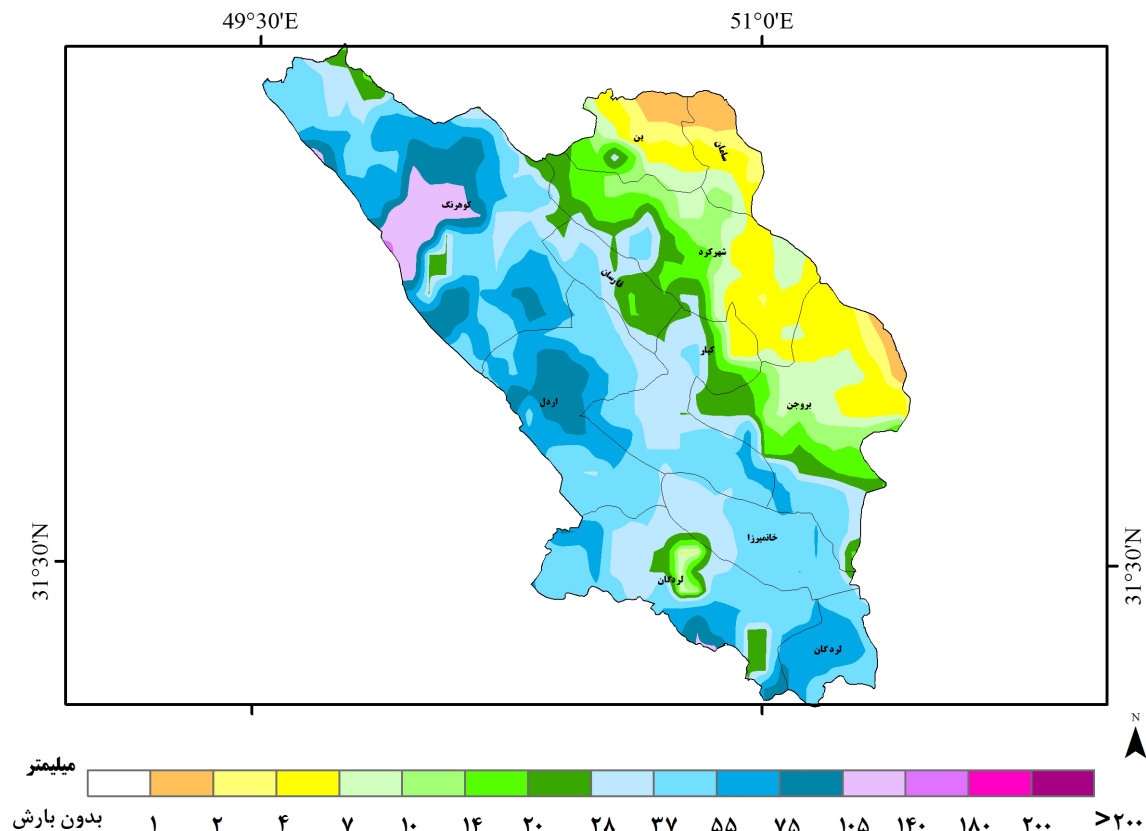 49°30'E 51°0'E
بن
سامان
کوهرنگ
شهرکرد
فارسان
کیار
اردل
بروجن
31°30'N 31°30'N
خانمیرزا
لردگان
لردگان
N
میلیمتر
بدون بارش ۱ ۲ ۴ ۷ ۱۰ ۱۴ ۲۰ ۲۸ ۳۷ ۵۵ ۷۵ ۱۰۵ ۱۴۰ ۱۸۰ ۲۰۰ >۲۰۰